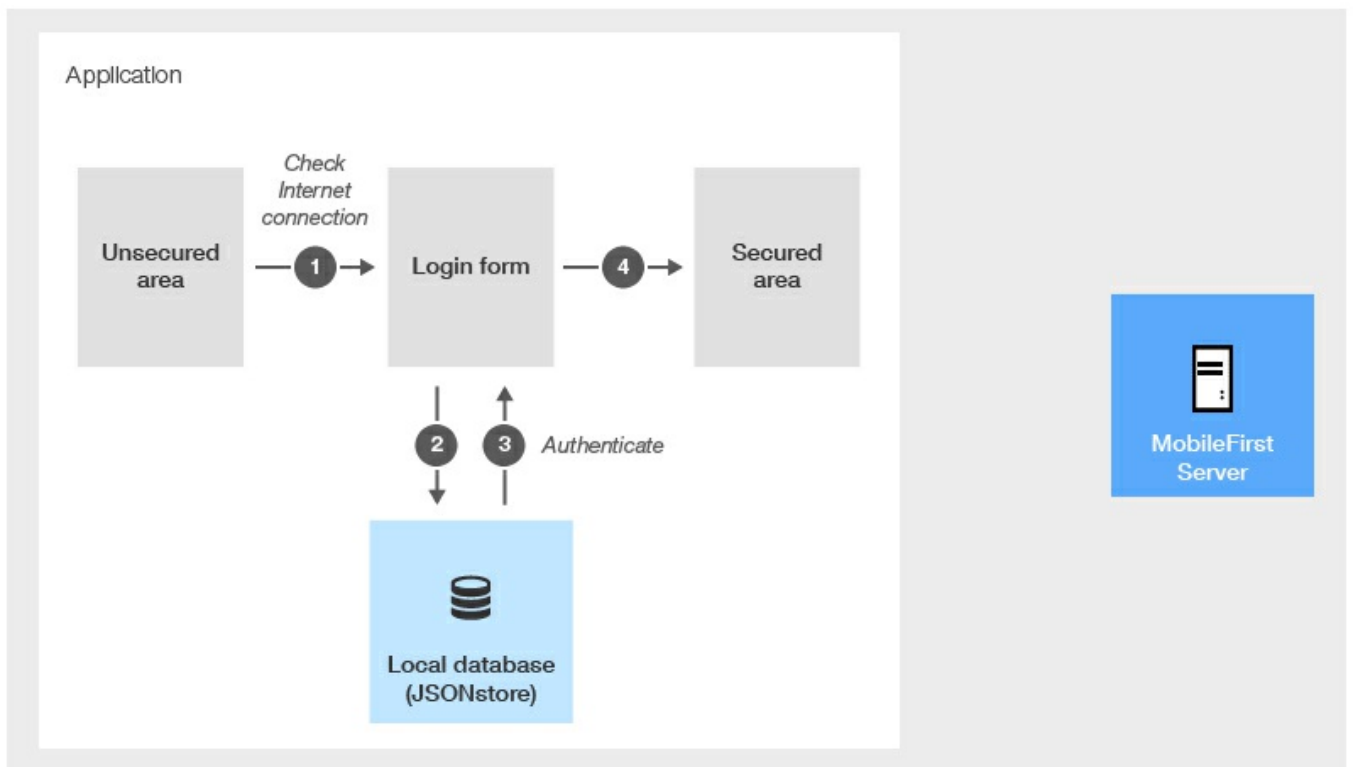 Application
Check
Internet
connection
Unsecured
area
1
Login form
4
Secured
area
2
3
Authenticate
MobileFirst
Server
Local database
(JSONstore)